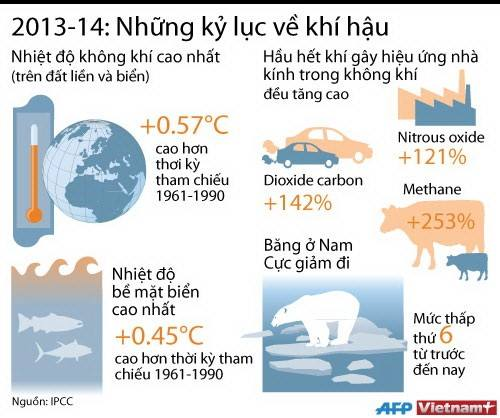 2013-14: Những kỷ lục về khí hậu
Nhiệt độ không khí cao nhất
(trên đất liền và biển)
+0.57°C
cao hơn
thơi kỳ
tham chiếu
1961-1990
Nhiệt độ
bề mặt biển
cao nhất
+0.45°C
cao hơn thời kỳ tham
chiếu 1961-1990
Nguồn: IPCC
Hầu hết khí gây hiệu ứng nhà
kính trong không khí
đều tăng cao
Nitrous oxide
+121%
Dioxide carbon
+142%
Methane
+253%
Băng ở Nam
Cực giảm đi
Mức thấp
thứ 6
từ trước
đến nay
AFP Vietnam+